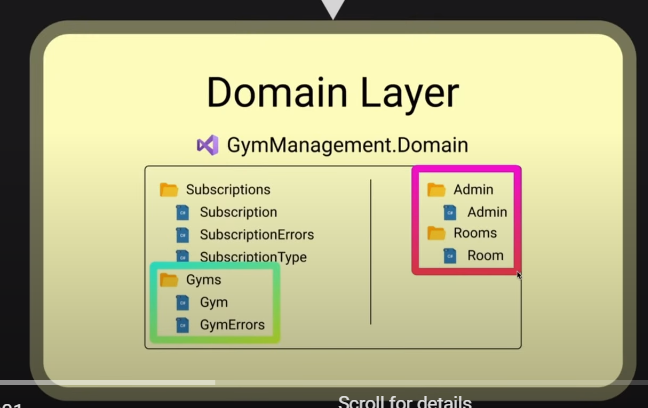 Domain Layer
GymManagement.Domain
Subscriptions
Subscription
SubscriptionErrors
SubscriptionType
Gyms
Gym
GymErrors
Admin
Admin
Rooms
Room
Scroll for details